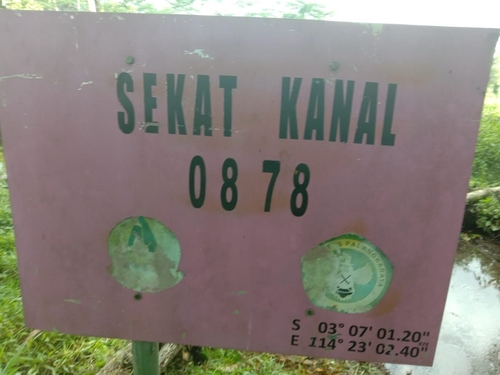 SEKAT KANAL
0878
S 03° 07' 01.20"
E 114° 23' 02.40"